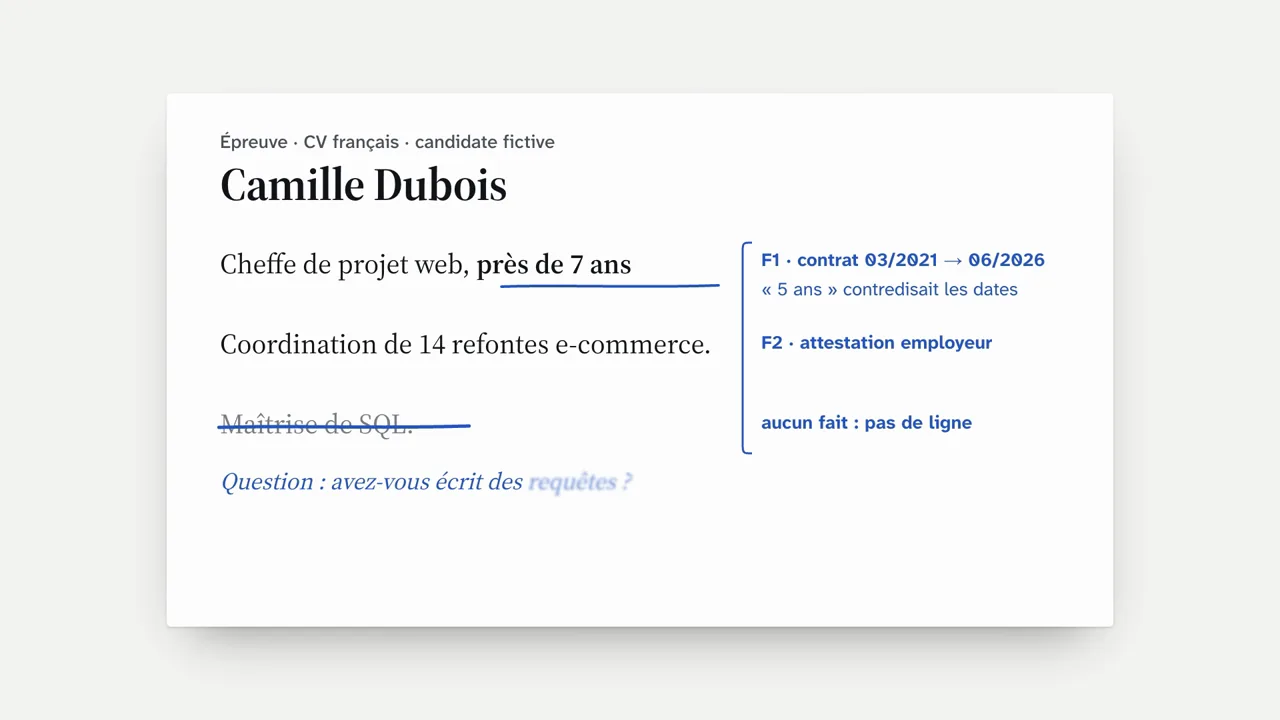 Épreuve · CV français · candidate fictive
Camille Dubois
Cheffe de projet web, près de 7 ans
F1 · contrat 03/2021 → 06/2026
« 5 ans » contredisait les dates
Coordination de 14 refontes e-commerce.
F2 · attestation employeur
Maîtrise de SQL.
aucun fait : pas de ligne
Question : avez-vous écrit des requêtes ?